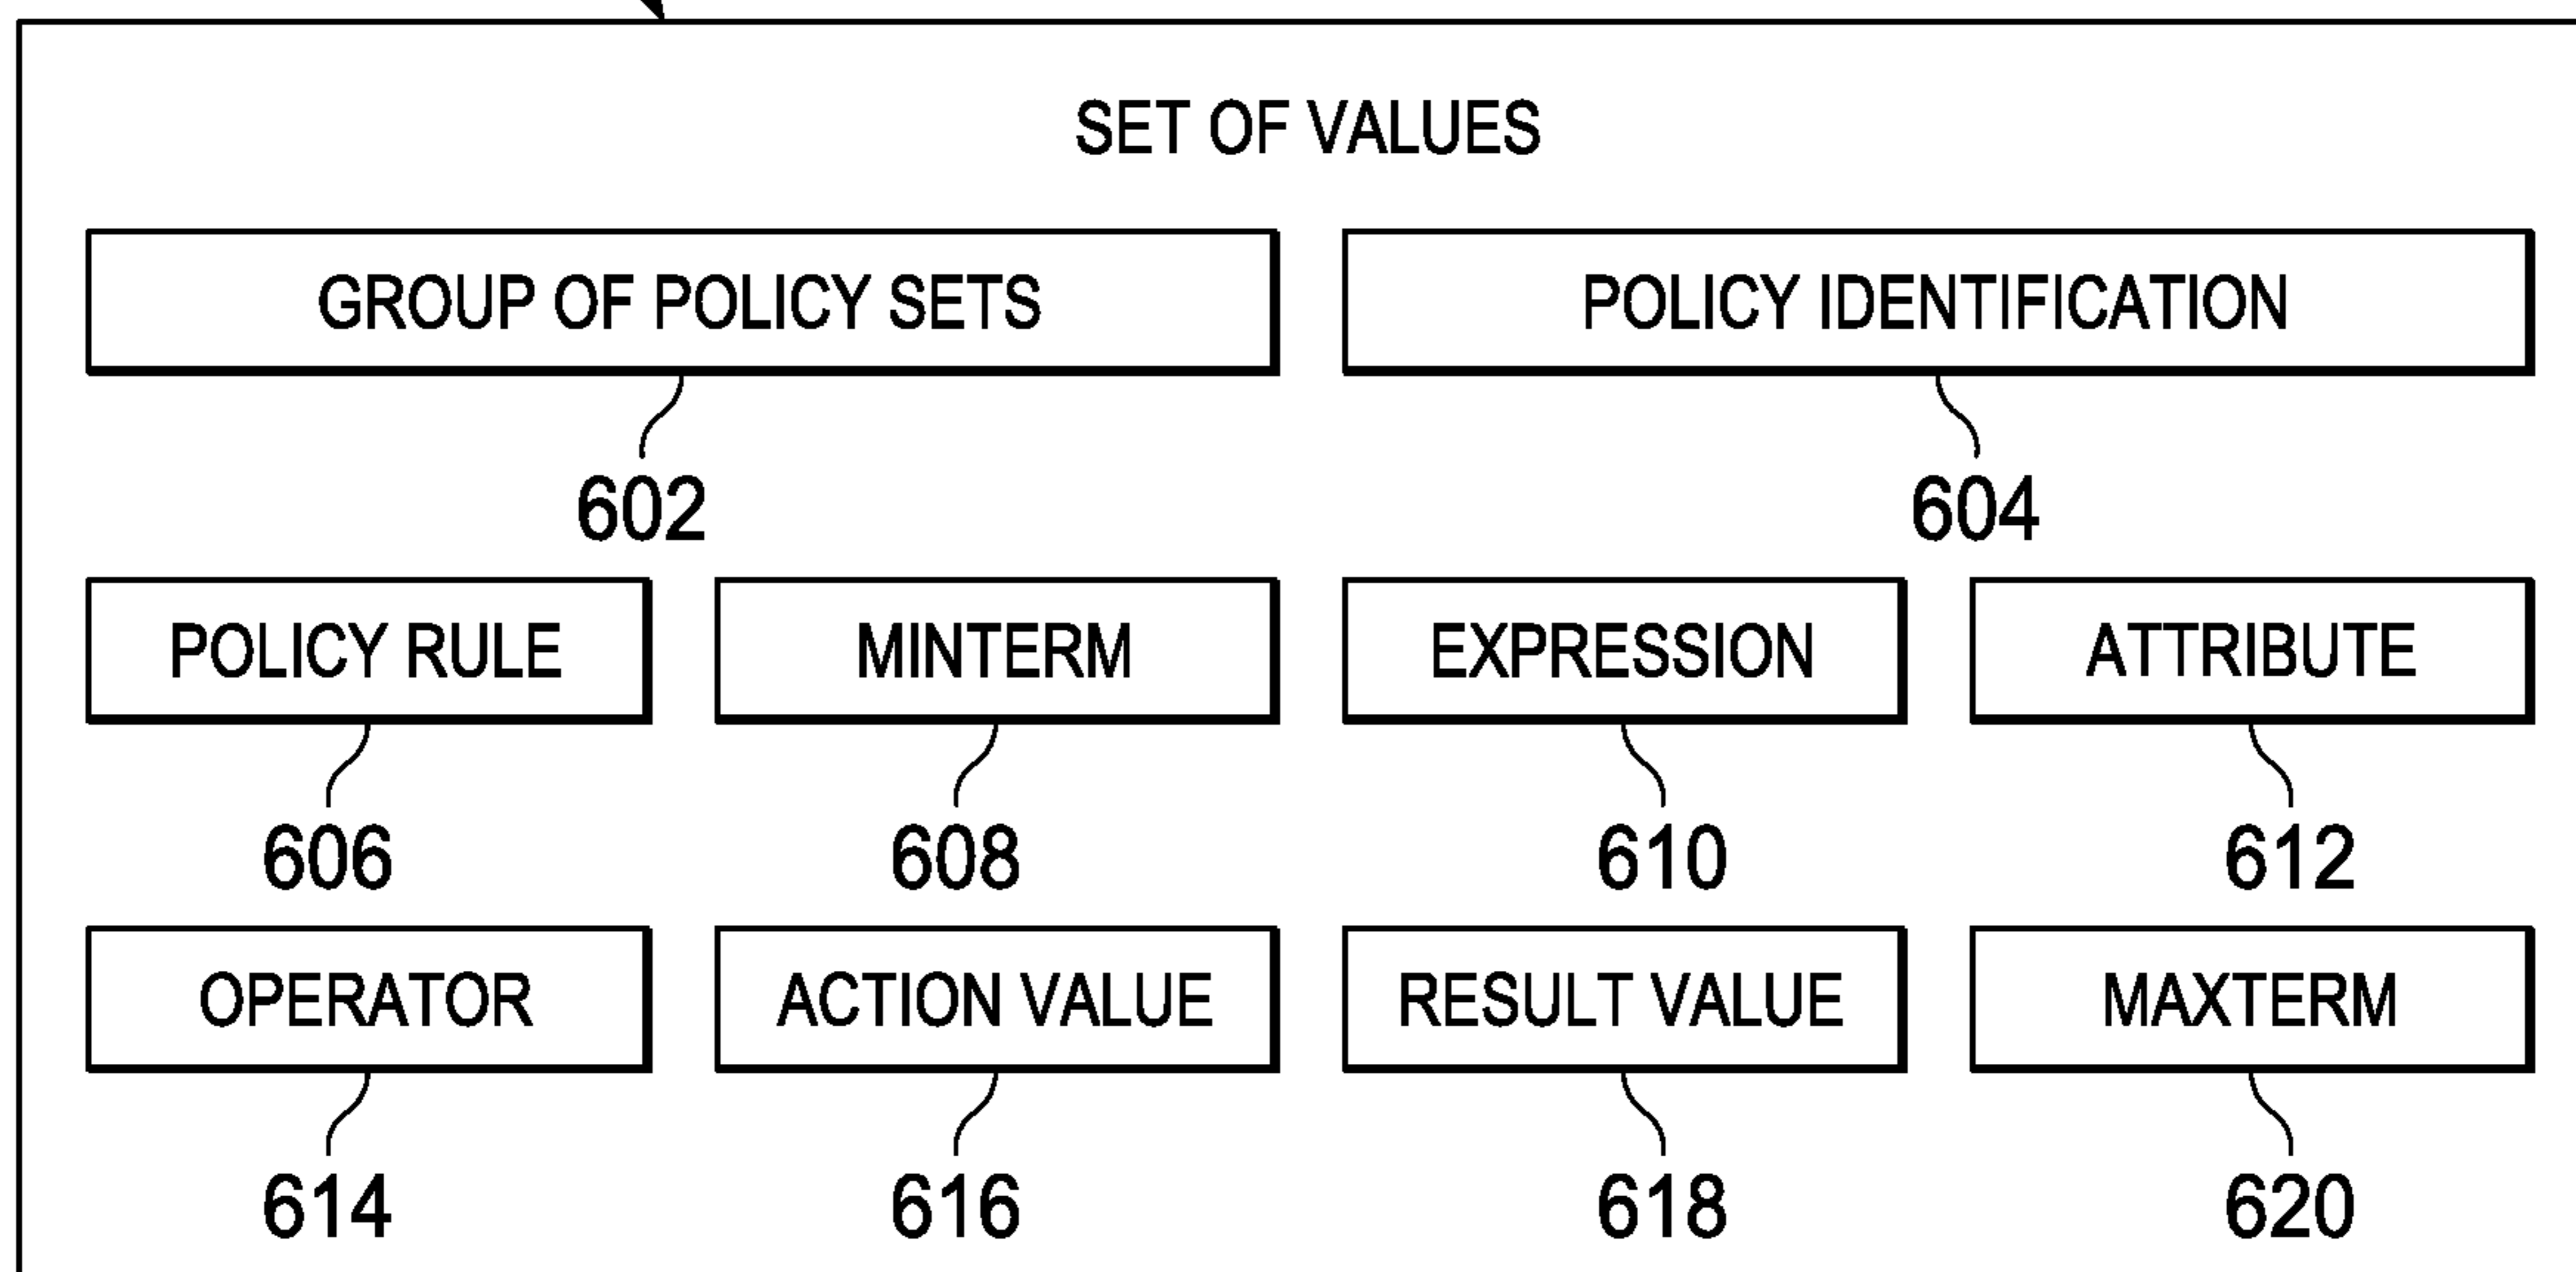 SET OF VALUES
GROUP OF POLICY SETS POLICY IDENTIFICATION
602 604
POLICY RULE MINTERM EXPRESSION ATTRIBUTE
606 608 610 612
OPERATOR ACTION VALUE RESULT VALUE MAXTERM
614 616 618 620